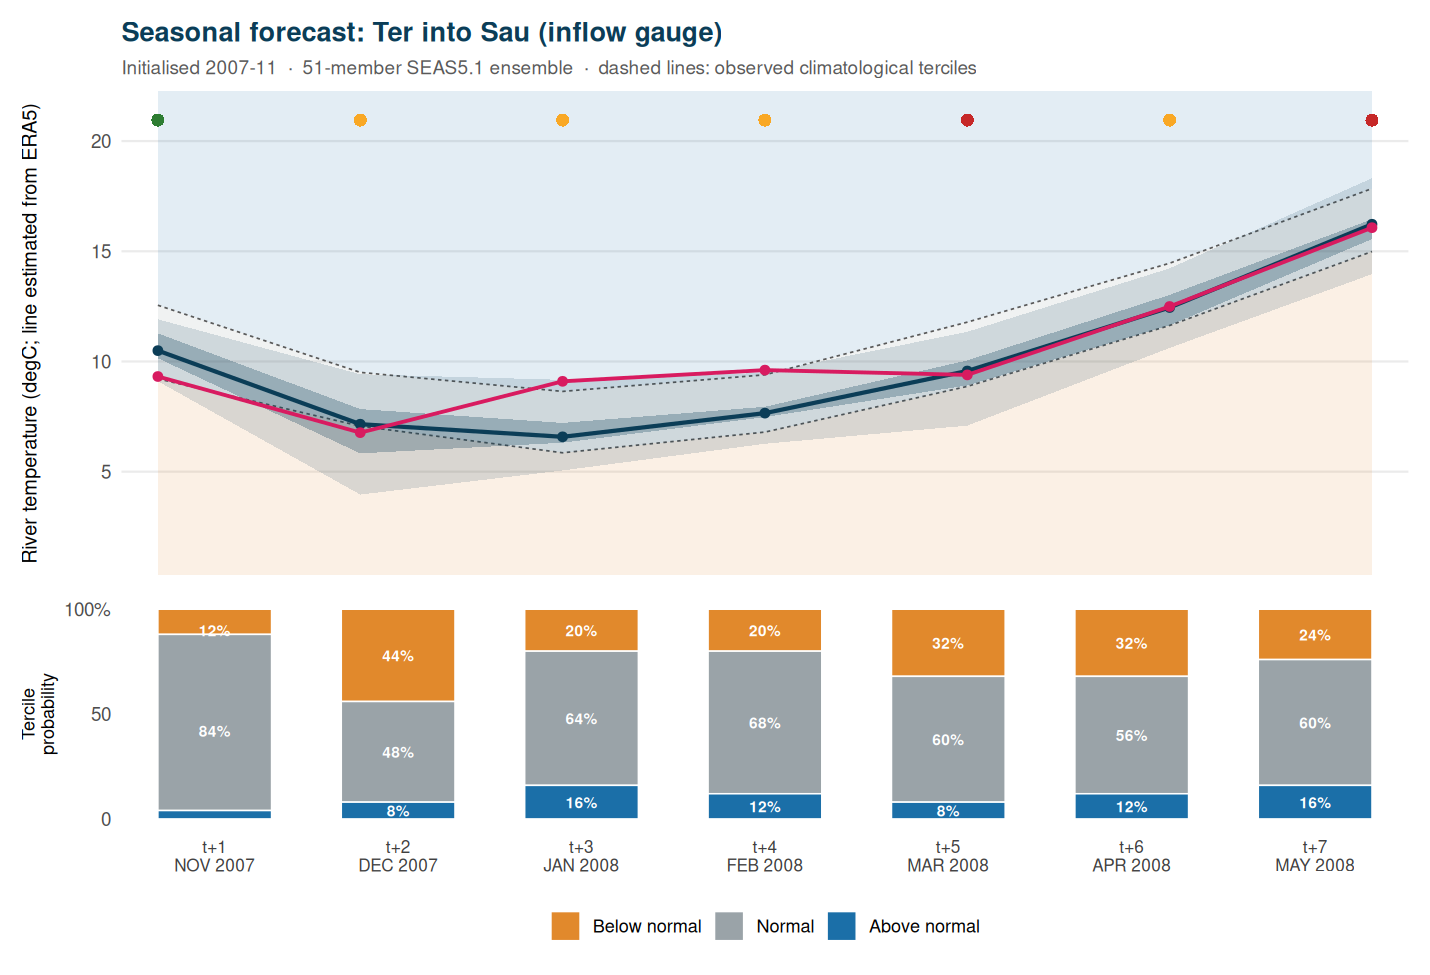 Seasonal forecast: Ter into Sau (inflow gauge)
Initialised 2007-11 · 51-member SEAS5.1 ensemble · dashed lines: observed climatological terciles
River temperature (degC; line estimated from ERA5)
20
15
10
5
Tercile
probability
100%
50
0
12%
84%
44%
48%
8%
20%
64%
16%
20%
68%
12%
32%
60%
8%
32%
56%
12%
24%
60%
16%
t+1
NOV 2007
t+2
DEC 2007
t+3
JAN 2008
t+4
FEB 2008
t+5
MAR 2008
t+6
APR 2008
t+7
MAY 2008
Below normal
Normal
Above normal